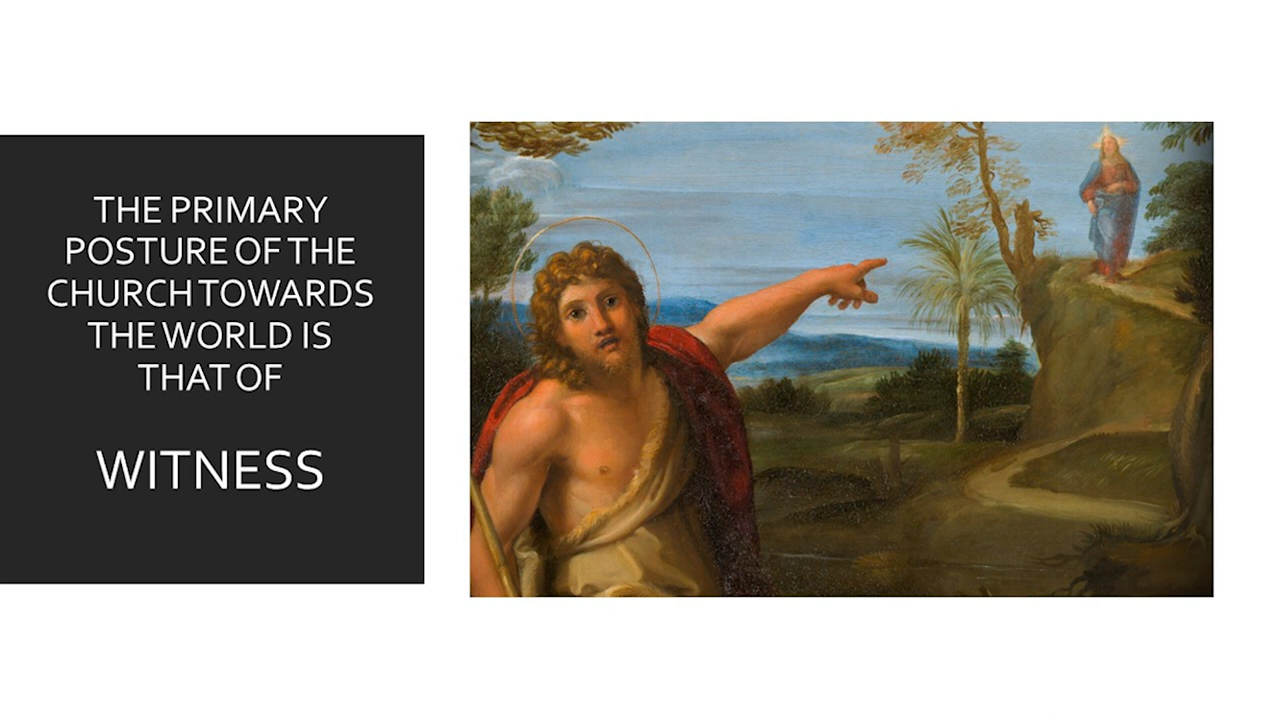 THE PRIMARY
POSTURE OF THE
CHURCH TOWARDS
THE WORLD IS
THAT OF
WITNESS